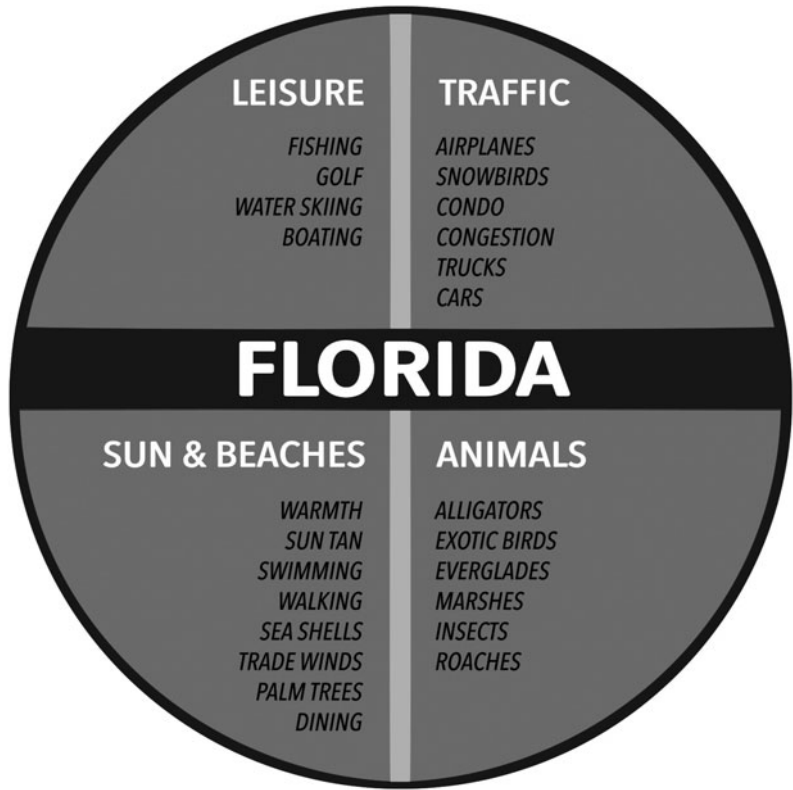 LEISURE
FISHING
GOLF
WATER SKIING
BOATING
TRAFFIC
AIRPLANES
SNOWBIRDS
CONDO
CONGESTION
TRUCKS
CARS
FLORIDA
SUN & BEACHES
WARMTH
SUN TAN
SWIMMING
WALKING
SEA SHELLS
TRADE WINDS
PALM TREES
DINING
ANIMALS
ALLIGATORS
EXOTIC BIRDS
EVERGLADES
MARSHES
INSECTS
ROACHES